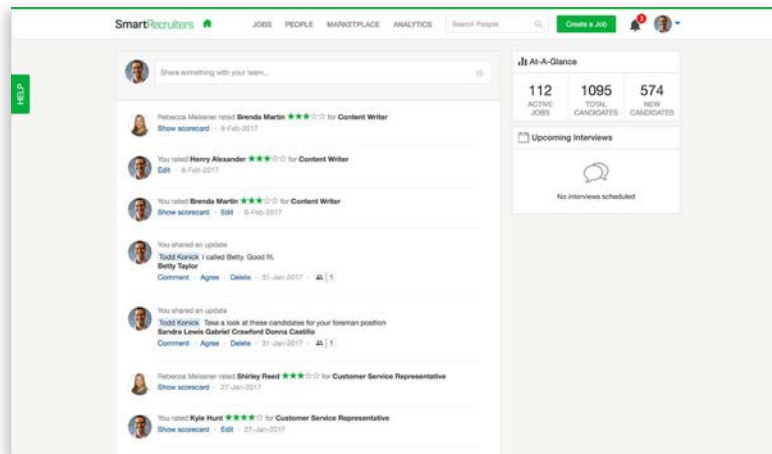 SmartRecruiters
JOBS PEOPLE MARKETPLACE ANALYTICS Search People Create a Job
HELP
Share something with your team...
Rebecca Meissner rated Brenda Martin ★★★☆☆ for Content Writer
Show scorecard · 6-Feb-2017
You rated Henry Alexander ★★★☆☆ for Content Writer
Edit · 6-Feb-2017
You rated Brenda Martin ★★★☆☆ for Content Writer
Show scorecard · Edit · 6-Feb-2017
You shared an update
Todd Konick I called Betty. Good fit.
Betty Taylor
Comment · Agree · Delete · 31-Jan-2017 · 1
You shared an update
Todd Konick Take a look at these candidates for your foreman position
Sandra Lewis Gabriel Crawford Donna Castillo
Comment · Agree · Delete · 31-Jan-2017 · 1
Rebecca Meissner rated Shirley Reed ★★★☆☆ for Customer Service Representative
Show scorecard · 27-Jan-2017
You rated Kyle Hunt ★★★★☆ for Customer Service Representative
Show scorecard · Edit · 27-Jan-2017
At-A-Glance
112 1095 574
ACTIVE TOTAL NEW
JOBS CANDIDATES CANDIDATES
Upcoming Interviews
No interviews scheduled